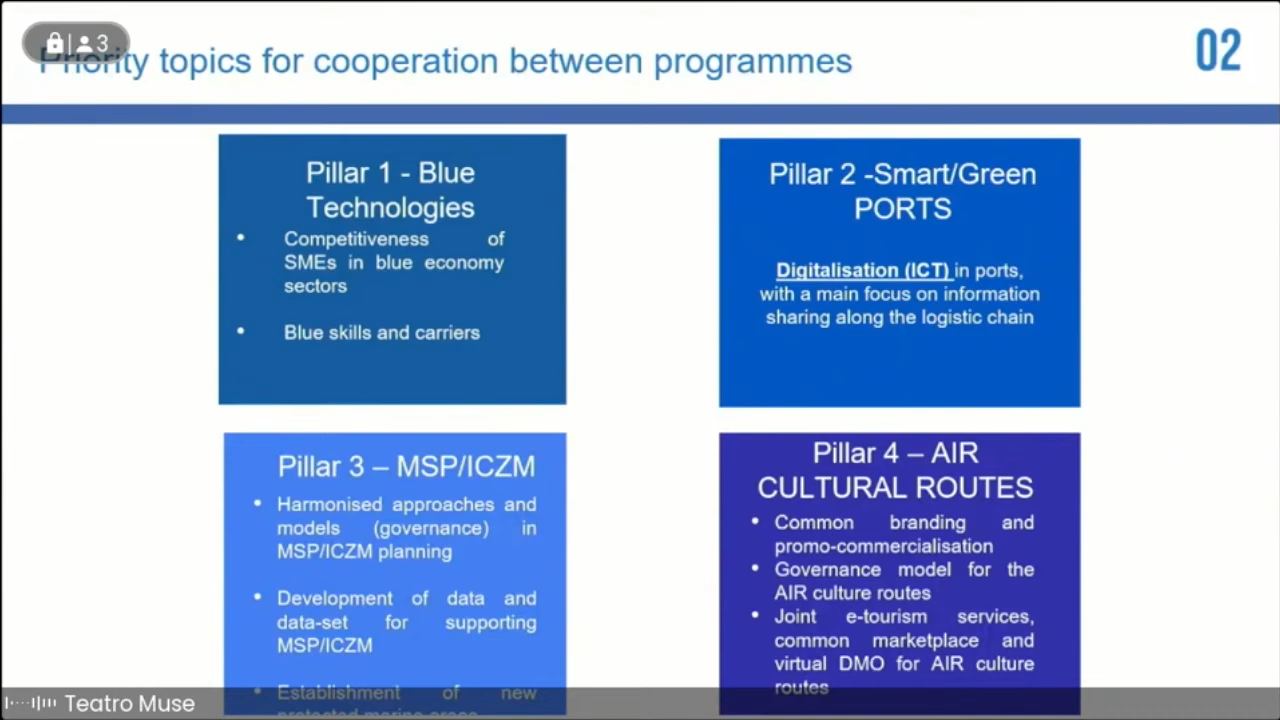 3
Priority topics for cooperation between programmes
02
Pillar 1 - Blue
Technologies
• Competitiveness of
SMEs in blue economy
sectors
• Blue skills and carriers
Pillar 2 -Smart/Green
PORTS
Digitalisation (ICT) in ports,
with a main focus on information
sharing along the logistic chain
Pillar 3 – MSP/ICZM
• Harmonised approaches and
models (governance) in
MSP/ICZM planning
• Development of data and
data-set for supporting
MSP/ICZM
• Establishment of new
protected marine areas
Pillar 4 – AIR
CULTURAL ROUTES
• Common branding and
promo-commercialisation
• Governance model for the
AIR culture routes
• Joint e-tourism services,
common marketplace and
virtual DMO for AIR culture
routes
Teatro Muse